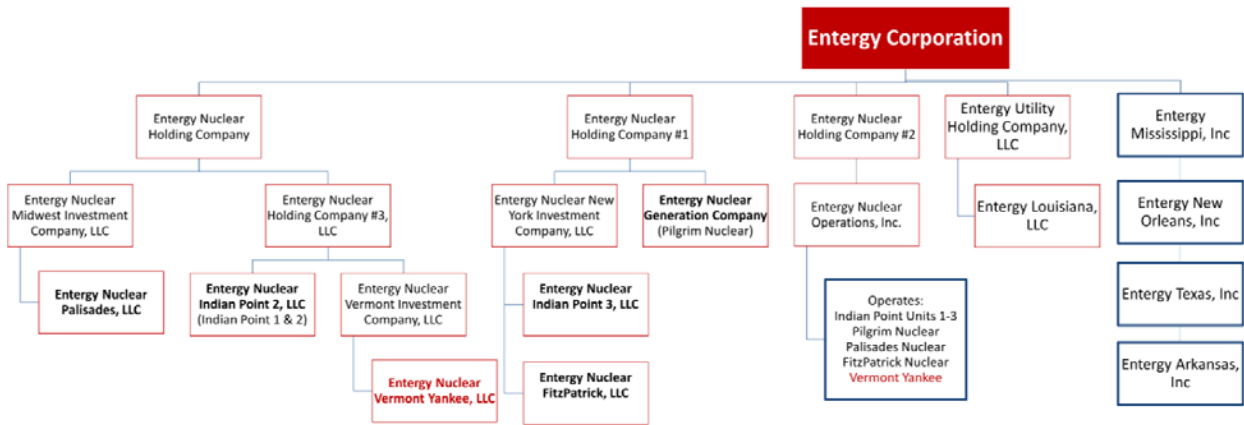 Entergy Corporation
Entergy Nuclear
Holding Company
Entergy Nuclear
Holding Company #1
Entergy Nuclear
Holding Company #2
Entergy Utility
Holding Company,
LLC
Entergy
Mississippi, Inc
Entergy Nuclear
Midwest Investment
Company, LLC
Entergy Nuclear
Holding Company #3,
LLC
Entergy Nuclear New
York Investment
Company, LLC
Entergy Nuclear
Generation Company
(Pilgrim Nuclear)
Entergy Nuclear
Operations, Inc.
Entergy Louisiana,
LLC
Entergy New
Orleans, Inc
Entergy Nuclear
Palisades, LLC
Entergy Nuclear
Indian Point 2, LLC
(Indian Point 1 & 2)
Entergy Nuclear
Vermont Investment
Company, LLC
Entergy Nuclear
Indian Point 3, LLC
Operates:
Indian Point Units 1-3
Pilgrim Nuclear
Palisades Nuclear
FitzPatrick Nuclear
Vermont Yankee
Entergy Texas, Inc
Entergy Nuclear
Vermont Yankee, LLC
Entergy Nuclear
FitzPatrick, LLC
Entergy Arkansas,
Inc